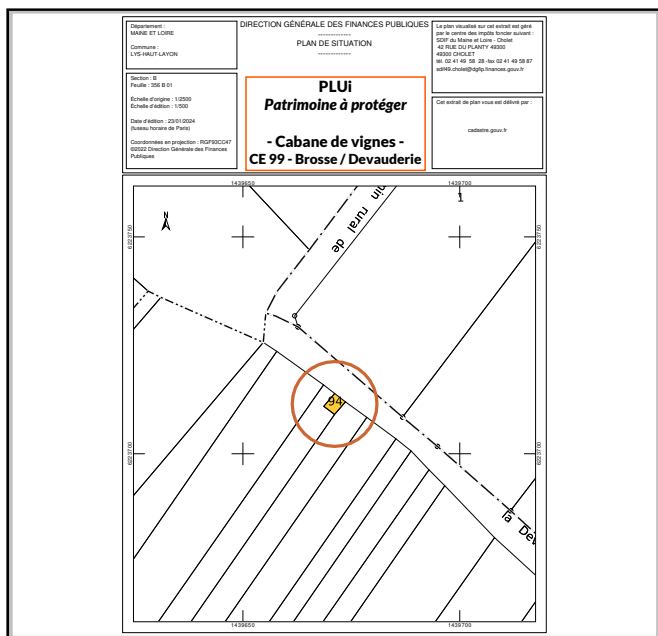 Département :
MAINE ET LOIRE
Commune :
LYS-HAUT-LAYON
Section : B
Feuille : 356 B 01
Échelle d'origine : 1/2500
Échelle d'édition : 1/500
Date d'édition : 23/01/2024
(fuseau horaire de Paris)
Coordonnées en projection : RGF93CC47
©2022 Direction Générale des Finances
Publiques
DIRECTION GÉNÉRALE DES FINANCES PUBLIQUES
-------------
PLAN DE SITUATION
-------------
PLUi
Patrimoine à protéger
- Cabane de vignes -
CE 99 - Brosse / Devauderie
Le plan visualisé sur cet extrait est géré
par le centre des impôts foncier suivant :
SDIF du Maine et Loire - Cholet
42 RUE DU PLANTY 49300
49300 CHOLET
tél. 02 41 49 58 28 -fax 02 41 49 58 87
sdif49.cholet@dgfip.finances.gouv.fr
Cet extrait de plan vous est délivré par :
cadastre.gouv.fr
1439650
1439700
6223750
6223750
N
1
in rural de
94
6223700
6223700
la Dev
1439650
1439700